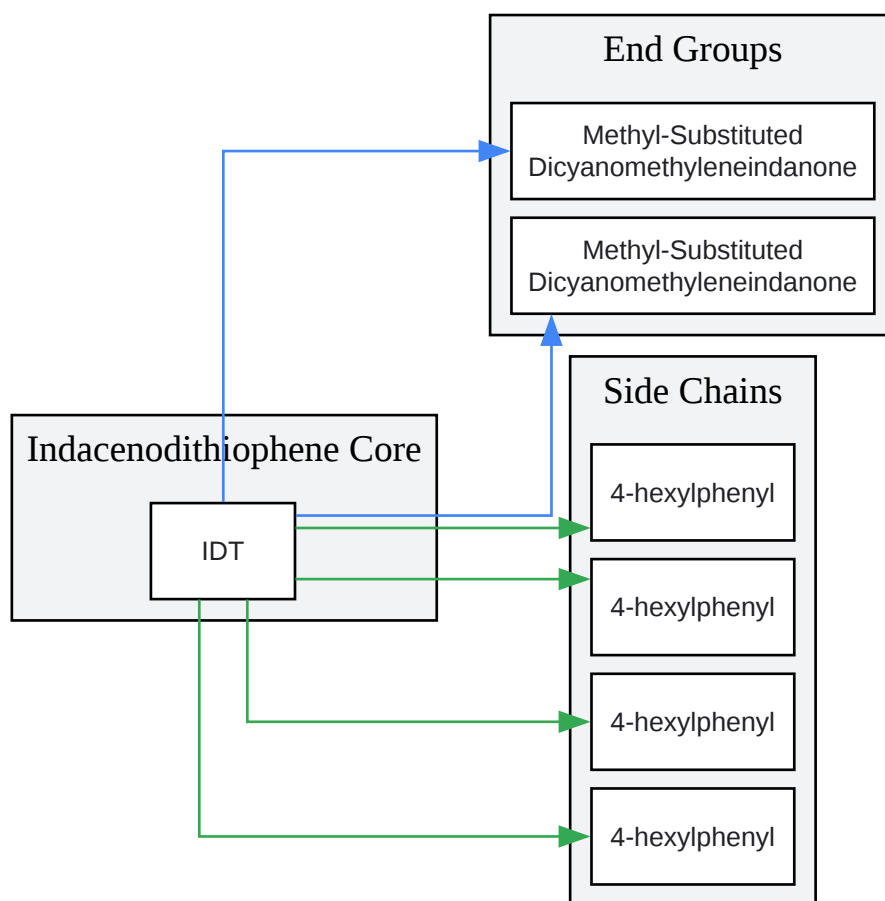 End Groups
Methyl-Substituted
Dicyanomethyleneindanone
Methyl-Substituted
Dicyanomethyleneindanone
Side Chains
4-hexylphenyl
4-hexylphenyl
4-hexylphenyl
4-hexylphenyl
Indacenodithiophene Core
IDT